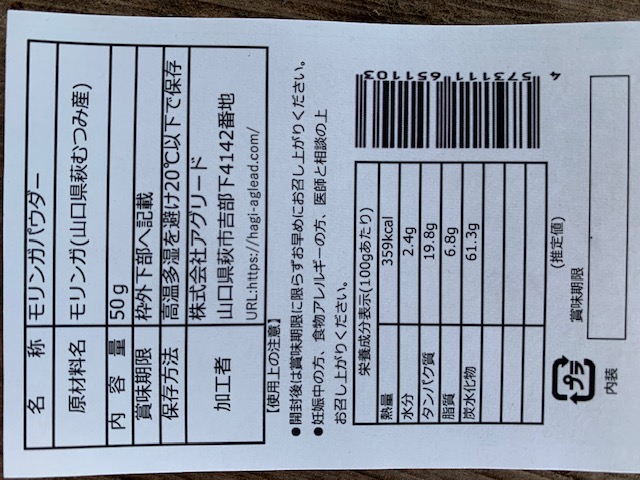 名称 モリンガパウダー
原材料名 モリンガ(山口県萩むつみ産)
内容量 50g
賞味期限 枠外下部へ記載
保存方法 高温多湿を避け20℃以下で保存
加工者 株式会社アグリード
山口県萩市吉部下4142番地
URL:https://hagi-aglead.com/
【使用上の注意】
●開封後は賞味期限に限らずお早めにお召し上がりください。
●妊娠中の方、食物アレルギーの方、医師と相談の上
お召し上がりください。
栄養成分表示(100gあたり)
熱量 359kcal
水分 2.4g
タンパク質 19.8g
脂質 6.8g
炭水化物 61.3g
(推定値)
4 573111 651103
プラ
内装
賞味期限